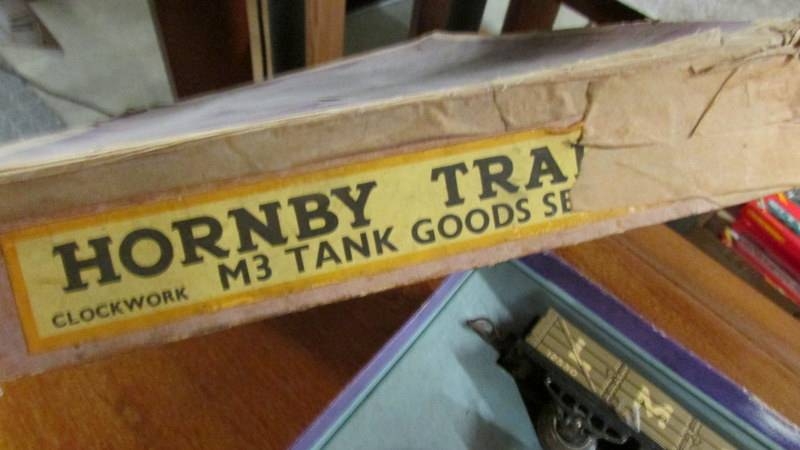 HORNBY TRA
CLOCKWORK M3 TANK GOODS SE